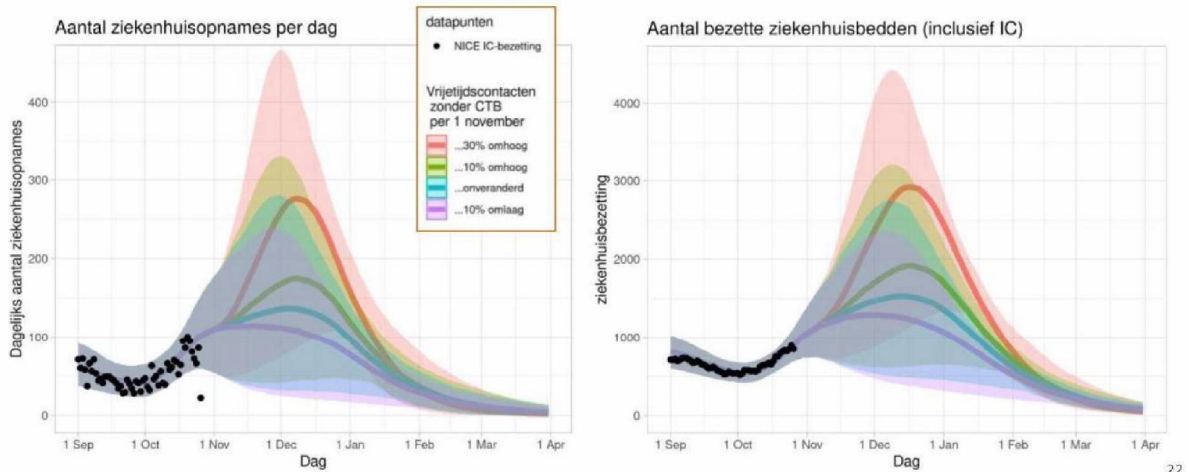 Aantal ziekenhuisopnames per dag
Dagelijks aantal ziekenhuisopnames
400
300
200
100
0
1 Sep
1 Oct
1 Nov
1 Dec
1 Jan
1 Feb
1 Mar
1 Apr
Dag
datapunten
NICE IC-bezetting
Vrijetijdscontacten
zonder CTB
per 1 november
...30% omhoog
...10% omhoog
...onveranderd
...10% omlaag
Aantal bezette ziekenhuisbedden (inclusief IC)
ziekenhuisbezetting
4000
3000
2000
1000
0
1 Sep
1 Oct
1 Nov
1 Dec
1 Jan
1 Feb
1 Mar
1 Apr
Dag
22